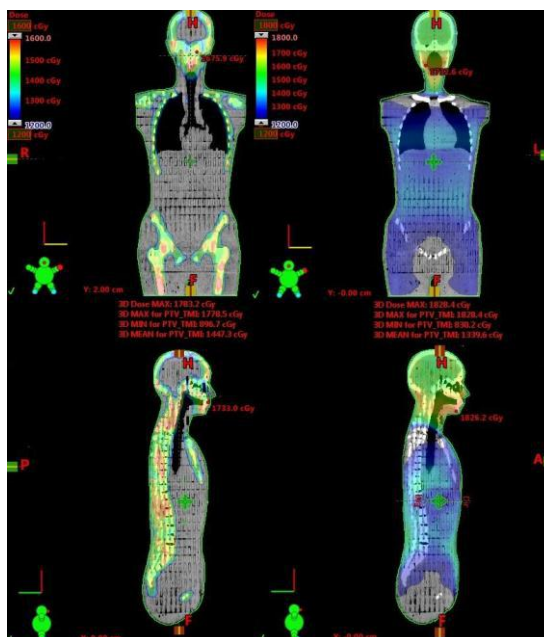 Dose
1600 cGy
1600.0
1500 cGy
1400 cGy
1300 cGy
1200.0
1200 cGy
H
R
F
Y: 2.00 cm
Dose
1800 cGy
1800.0
1700 cGy
1600 cGy
1500 cGy
1400 cGy
1300 cGy
1200.0
1200 cGy
H
L
F
Y: -0.00 cm
3D Dose MAX: 1783.2 cGy
3D MAX for PTV_TMI: 1778.5 cGy
3D MIN for PTV_TMI: 896.7 cGy
3D MEAN for PTV_TMI: 1447.3 cGy
3D Dose MAX: 1828.4 cGy
3D MAX for PTV_TMI: 1828.4 cGy
3D MIN for PTV_TMI: 830.2 cGy
3D MEAN for PTV_TMI: 1339.6 cGy
H
1733.0 cGy
P
F
H
1826.2 cGy
A
F